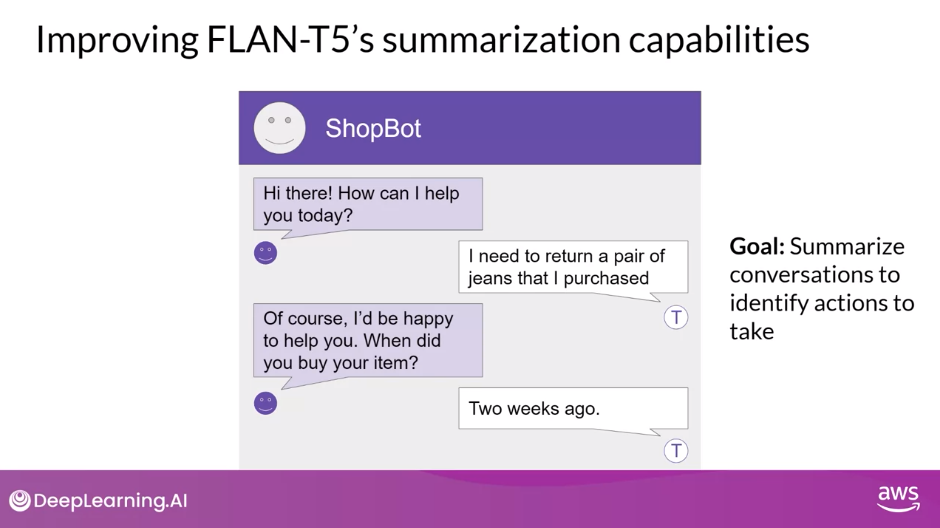 Improving FLAN-T5’s summarization capabilities
ShopBot
Hi there! How can I help
you today?
I need to return a pair of
jeans that I purchased
T
Of course, I’d be happy
to help you. When did
you buy your item?
Two weeks ago.
T
Goal: Summarize
conversations to
identify actions to
take
DeepLearning.AI
aws